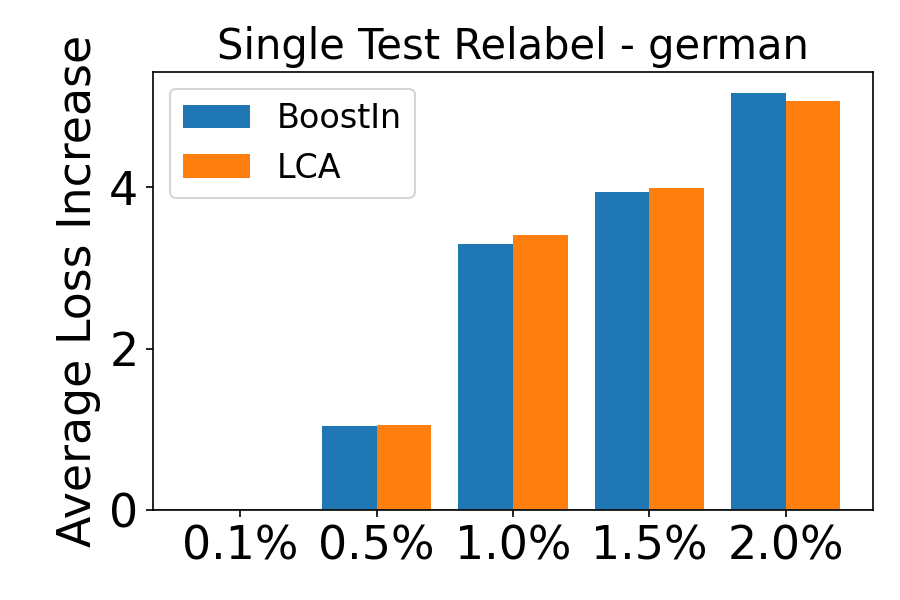 Single Test Relabel - german
Average Loss Increase
BoostIn
LCA
4
2
0
0.1% 0.5% 1.0% 1.5% 2.0%